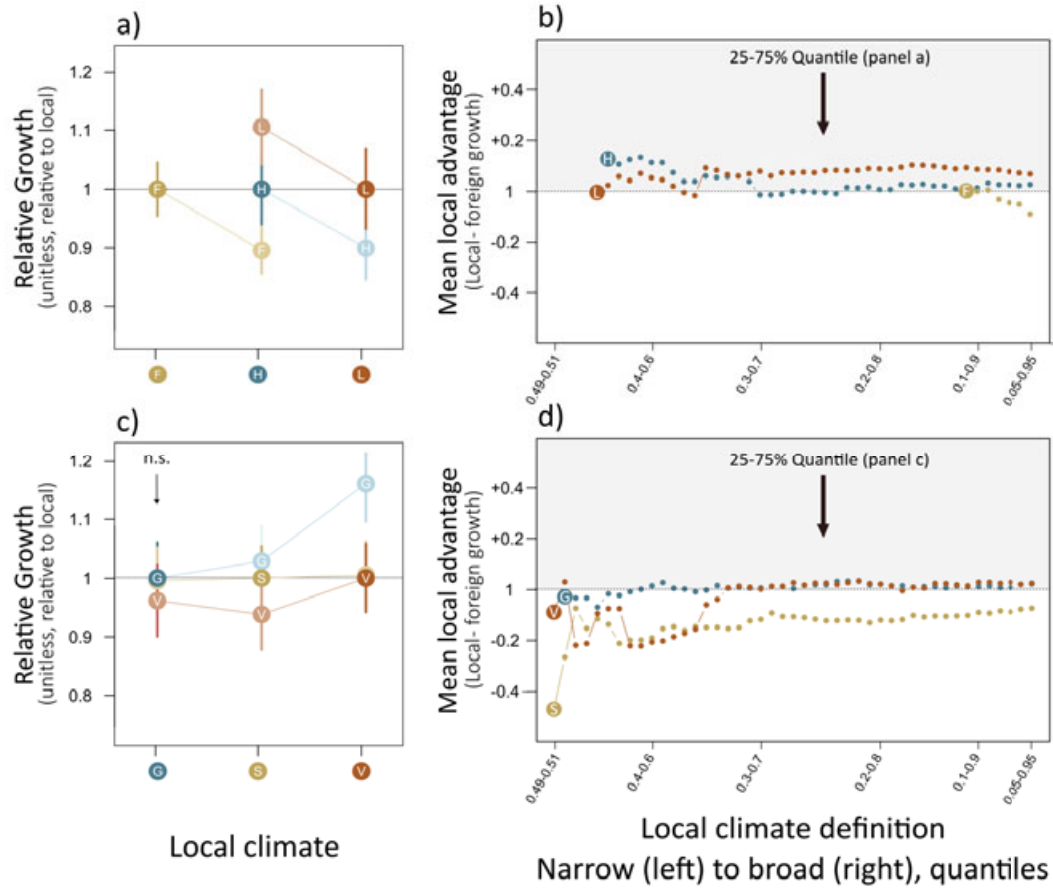 a)
Relative Growth
(unitless, relative to local)
1.2
1.1
1
0.9
0.8
L
F
H
L
F
H
F
H
L
b)
Mean local advantage
(Local- foreign growth)
25-75% Quantile (panel a)
+0.4
+0.2
1
-0.2
-0.4
H
L
F
0.49-0.51
0.4-0.6
0.3-0.7
0.2-0.8
0.1-0.9
0.05-0.95
c)
Relative Growth
(unitless, relative to local)
1.2
1.1
1
0.9
0.8
n.s.
G
G
G
S
V
V
V
G
S
V
Local climate
d)
Mean local advantage
(Local- foreign growth)
25-75% Quantile (panel c)
+0.4
+0.2
1
-0.2
-0.4
G
V
S
0.49-0.51
0.4-0.6
0.3-0.7
0.2-0.8
0.1-0.9
0.05-0.95
Local climate definition
Narrow (left) to broad (right), quantiles